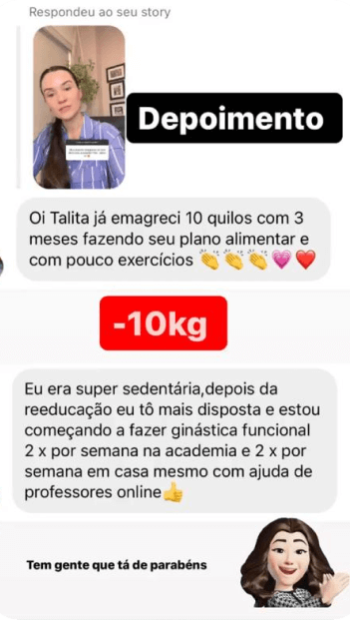 Respondeu ao seu story
Depoimento
Oi Talita já emagreci 10 quilos com 3
meses fazendo seu plano alimentar e
com pouco exercícios 👏👏👏💗❤️
-10kg
Eu era super sedentária,depois da
reeducação eu tô mais disposta e estou
começando a fazer ginástica funcional
2 x por semana na academia e 2 x por
semana em casa mesmo com ajuda de
professores online👍
Tem gente que tá de parabéns